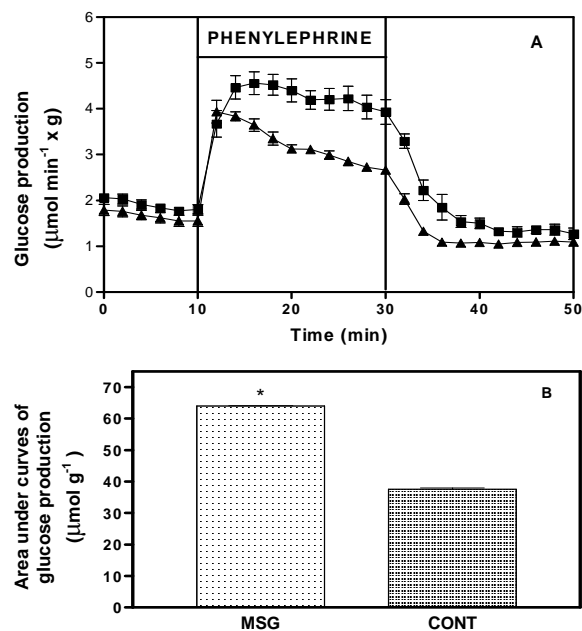 PHENYLEPHRINE
A
Glucose production
(μmol min⁻¹ x g)
6
5
4
3
2
1
0
0 10 20 30 40 50
Time (min)
B
*
Area under curves of
glucose production
(μmol g⁻¹)
70
60
50
40
30
20
10
0
MSG CONT